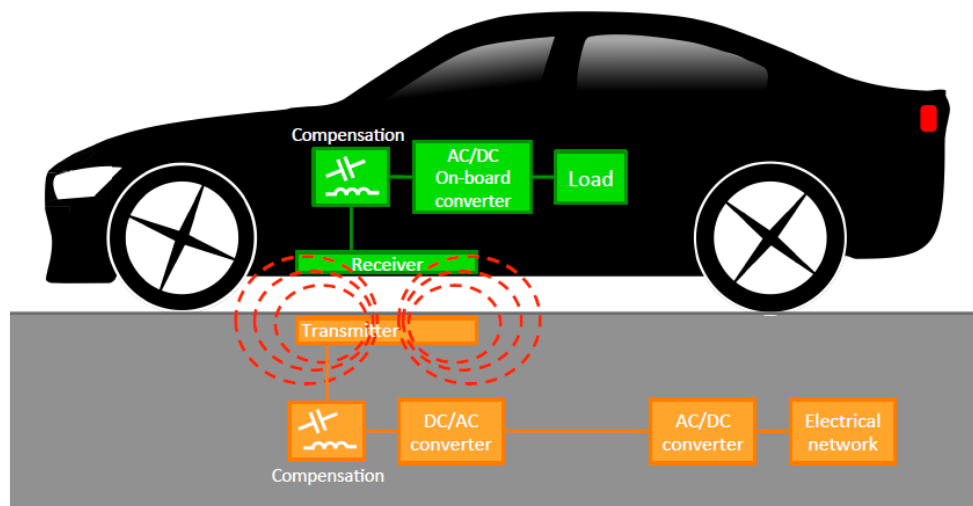 Compensation
AC/DC
On-board
converter
Load
Receiver
Transmitter
DC/AC
converter
AC/DC
converter
Electrical
network
Compensation